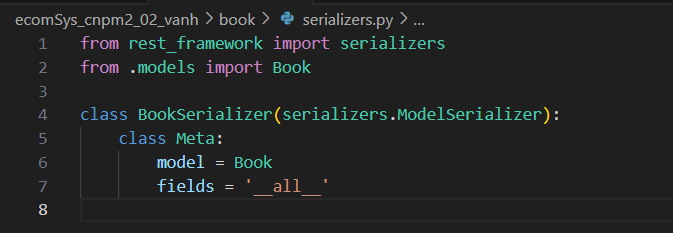 ecomSys_cnpm2_02_vanh > book > serializers.py > ...
1 from rest_framework import serializers
2 from .models import Book
3
4 class BookSerializer(serializers.ModelSerializer):
5     class Meta:
6         model = Book
7         fields = '__all__'
8